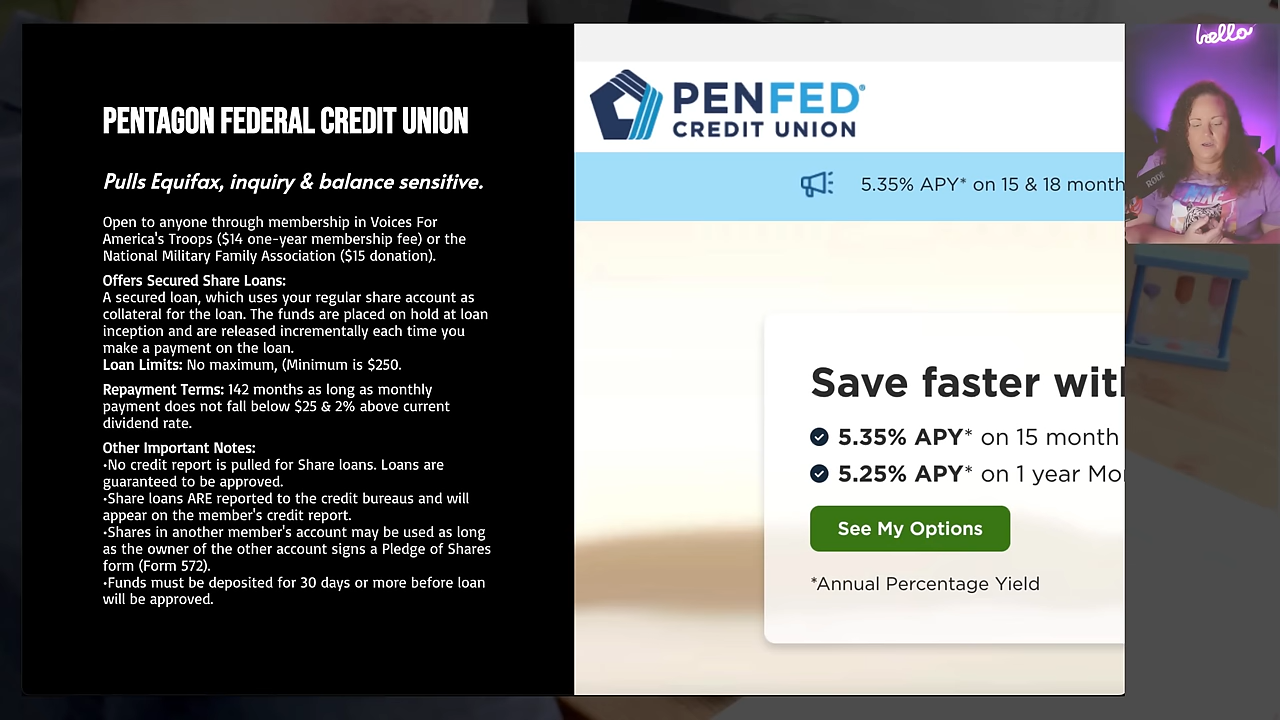 PENTAGON FEDERAL CREDIT UNION
Pulls Equifax, inquiry & balance sensitive.
Open to anyone through membership in Voices For
America's Troops ($14 one-year membership fee) or the
National Military Family Association ($15 donation).
Offers Secured Share Loans:
A secured loan, which uses your regular share account as
collateral for the loan. The funds are placed on hold at loan
inception and are released incrementally each time you
make a payment on the loan.
Loan Limits: No maximum, (Minimum is $250.
Repayment Terms: 142 months as long as monthly
payment does not fall below $25 & 2% above current
dividend rate.
Other Important Notes:
•No credit report is pulled for Share loans. Loans are
guaranteed to be approved.
•Share loans ARE reported to the credit bureaus and will
appear on the member's credit report.
•Shares in another member's account may be used as long
as the owner of the other account signs a Pledge of Shares
form (Form 572).
•Funds must be deposited for 30 days or more before loan
will be approved.
PENFED®
CREDIT UNION
5.35% APY* on 15 & 18 month
Save faster with
5.35% APY* on 15 month
5.25% APY* on 1 year Mo
See My Options
*Annual Percentage Yield
hello
RODE